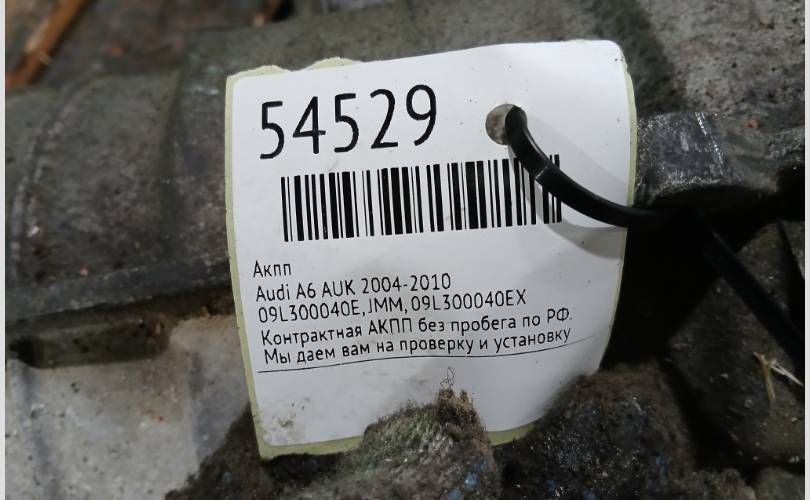 54529
Акпп
Audi A6 AUK 2004-2010
09L300040E,JMM,09L300040EX
Контрактная АКПП без пробега по РФ.
Мы даем вам на проверку и установку